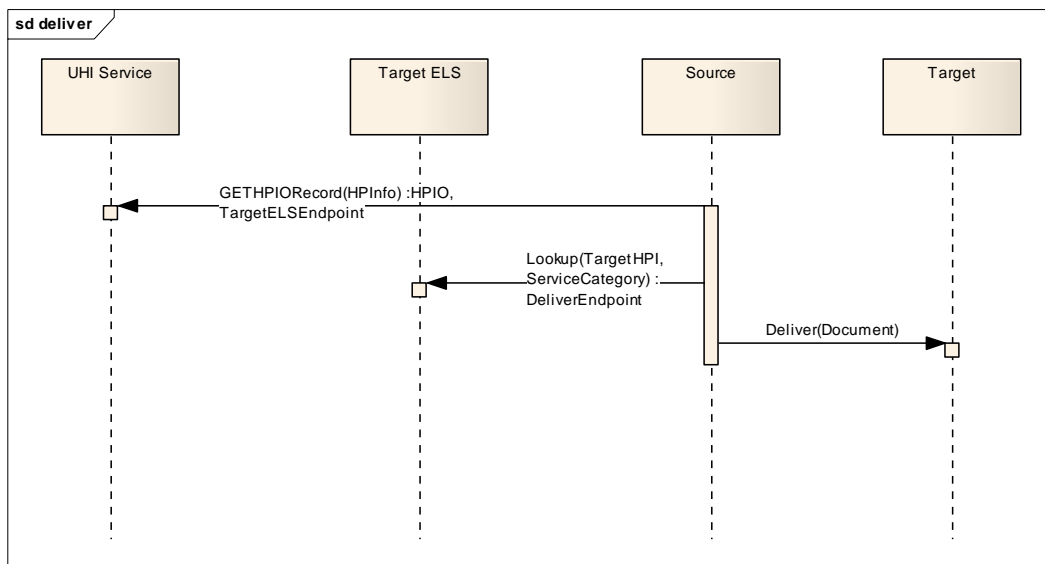 sd deliver
UHI Service
Target ELS
Source
Target
GETHPIORecord(HPInfo) :HPIO,
TargetELSEndpoint
Lookup(TargetHPI,
ServiceCategory) :
DeliverEndpoint
Deliver(Document)